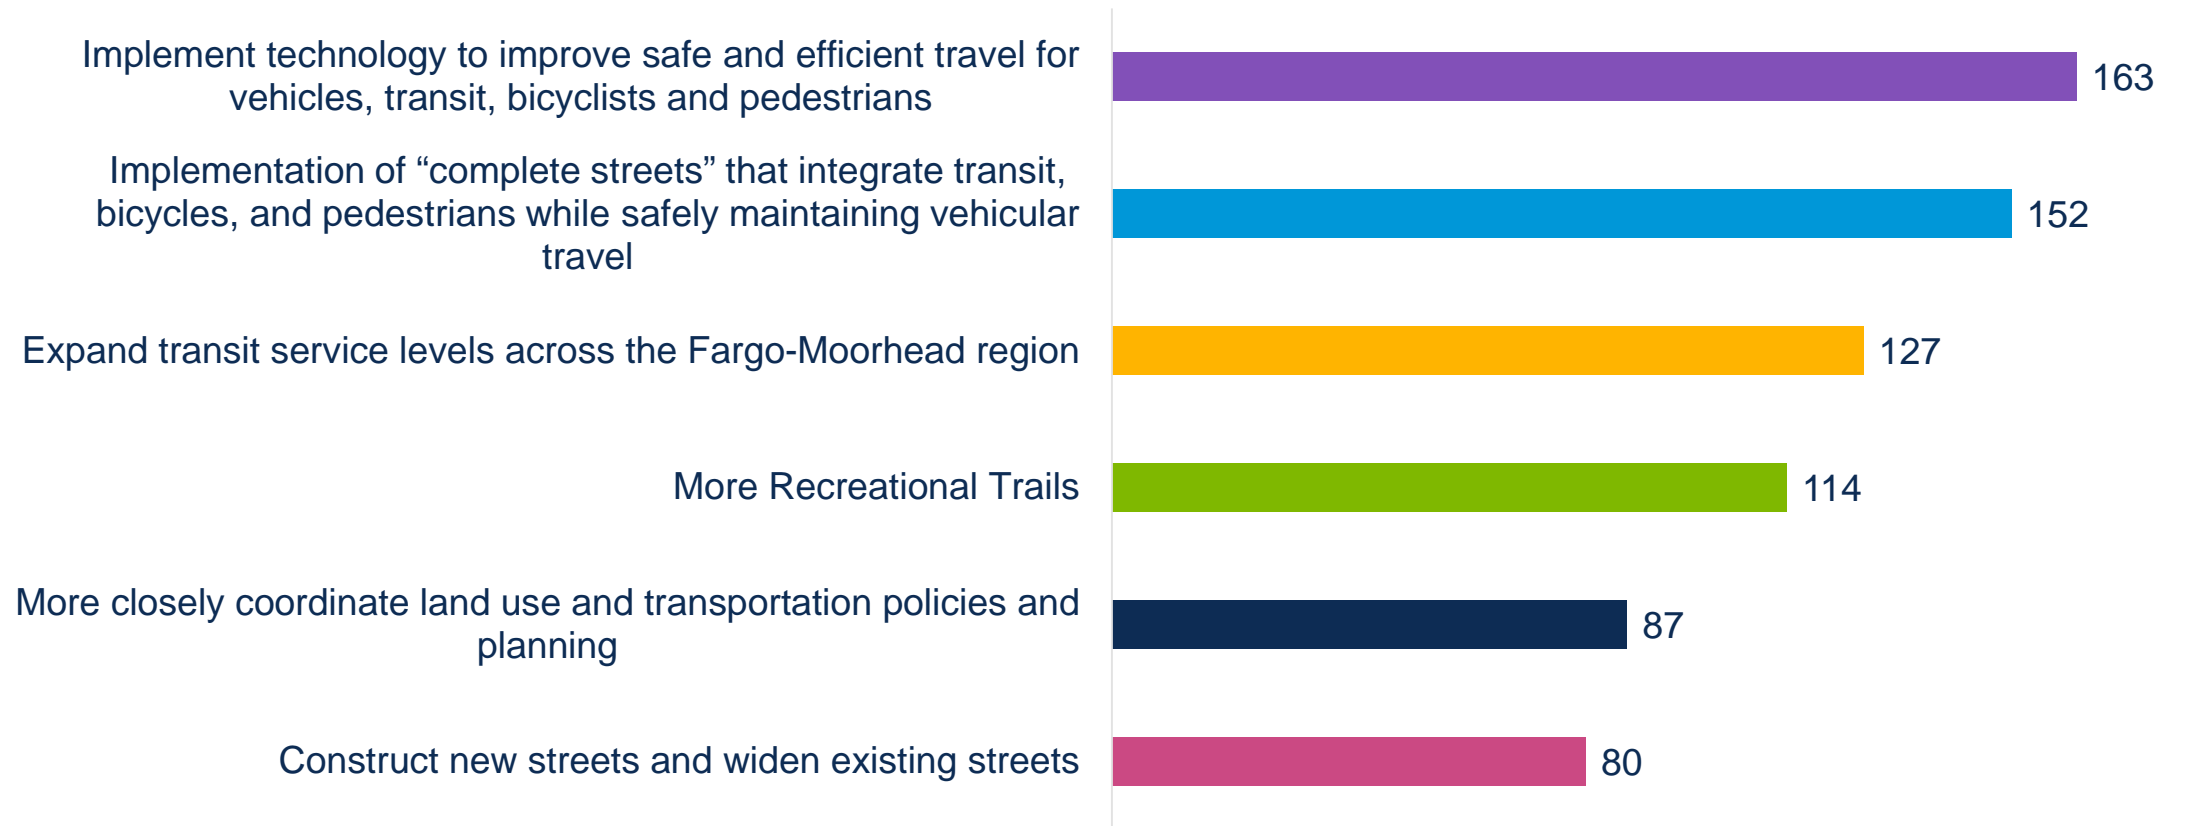 Implement technology to improve safe and efficient travel for
vehicles, transit, bicyclists and pedestrians
163
Implementation of “complete streets” that integrate transit,
bicycles, and pedestrians while safely maintaining vehicular
travel
152
Expand transit service levels across the Fargo-Moorhead region
127
More Recreational Trails
114
More closely coordinate land use and transportation policies and
planning
87
Construct new streets and widen existing streets
80